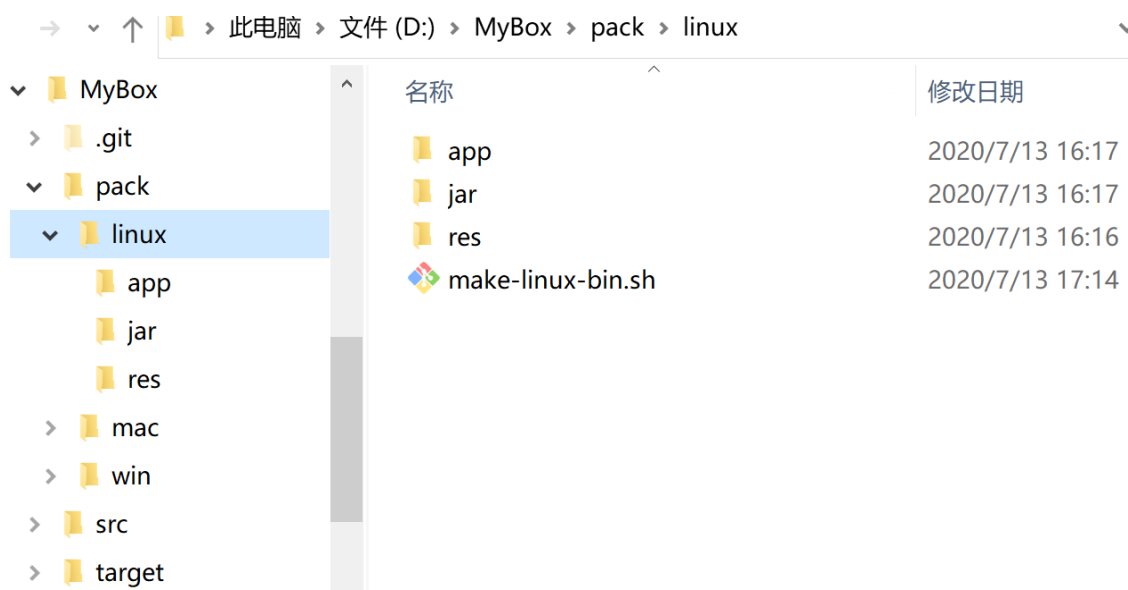 此电脑 › 文件 (D:) › MyBox › pack › linux
MyBox
.git
pack
linux
app
jar
res
mac
win
src
target
名称 修改日期
app 2020/7/13 16:17
jar 2020/7/13 16:17
res 2020/7/13 16:16
make-linux-bin.sh 2020/7/13 17:14